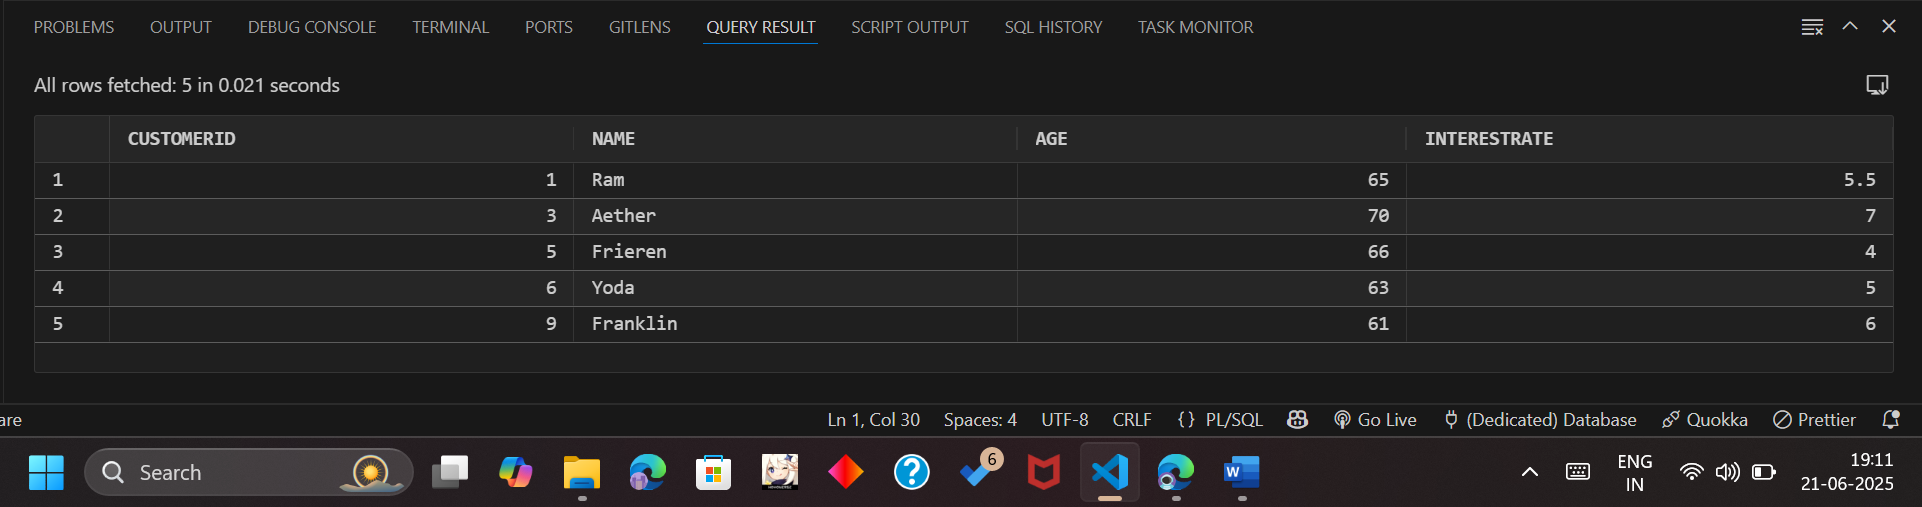 PROBLEMS OUTPUT DEBUG CONSOLE TERMINAL PORTS GITLENS QUERY RESULT SCRIPT OUTPUT SQL HISTORY TASK MONITOR
All rows fetched: 5 in 0.021 seconds
CUSTOMERID NAME AGE INTERESTRATE
1 1 Ram 65 5.5
2 3 Aether 70 7
3 5 Frieren 66 4
4 6 Yoda 63 5
5 9 Franklin 61 6
are Ln 1, Col 30 Spaces: 4 UTF-8 CRLF {} PL/SQL Go Live (Dedicated) Database Quokka Prettier
Search 6 W ENG 19:11
IN 21-06-2025